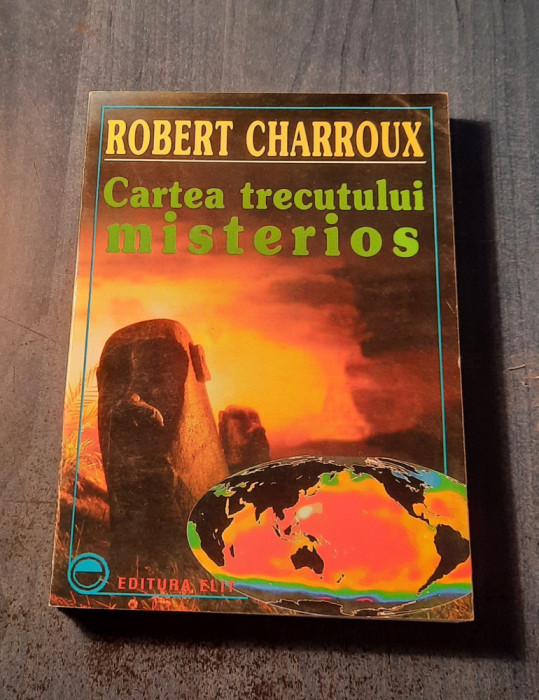 ROBERT CHARROUX
Cartea trecutului
misterios
EDITURA ELIT